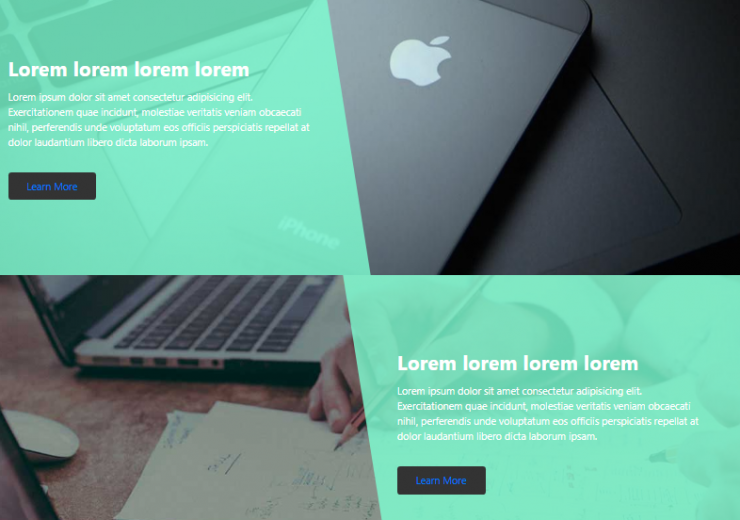 Lorem lorem lorem lorem
Lorem ipsum dolor sit amet consectetur adipisicing elit.
Exercitationem quae incidunt, molestiae veritatis veniam obcaecati
nihil, perferendis unde voluptatum eos officiis perspiciatis repellat at
dolor laudantium libero dicta laborum ipsam.
Learn More
iPhone
Lorem lorem lorem lorem
Lorem ipsum dolor sit amet consectetur adipisicing elit.
Exercitationem quae incidunt, molestiae veritatis veniam obcaecati
nihil, perferendis unde voluptatum eos officiis perspiciatis repellat at
dolor laudantium libero dicta laborum ipsam.
Learn More